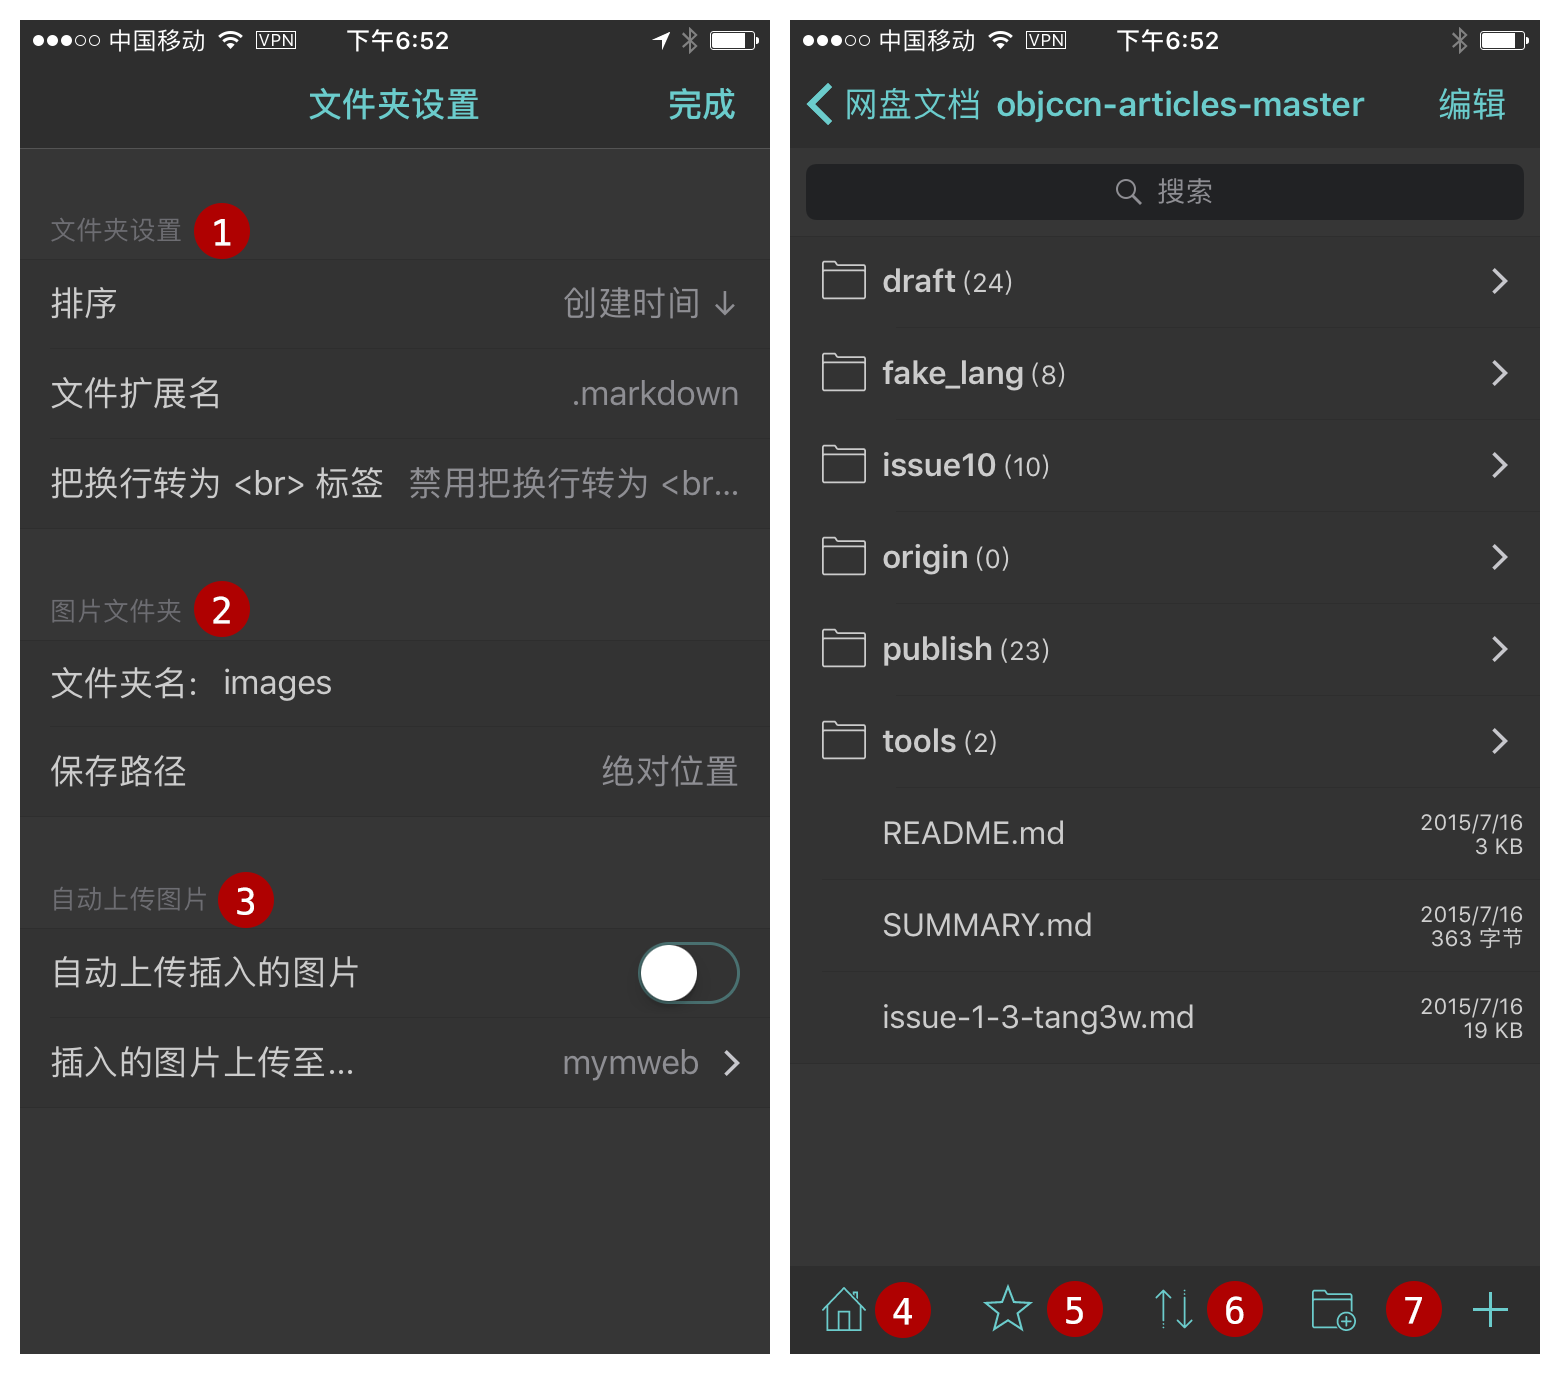 中国移动 VPN 下午6:52
文件夹设置 完成
文件夹设置 1
排序 创建时间 ↓
文件扩展名 .markdown
把换行转为 <br> 标签 禁用把换行转为 <br...
图片文件夹 2
文件夹名: images
保存路径 绝对位置
自动上传图片 3
自动上传插入的图片
插入的图片上传至... mymweb
中国移动 VPN 下午6:52
网盘文档 objccn-articles-master 编辑
搜索
draft (24)
fake_lang (8)
issue10 (10)
origin (0)
publish (23)
tools (2)
README.md 2015/7/16
3 KB
SUMMARY.md 2015/7/16
363 字节
issue-1-3-tang3w.md 2015/7/16
19 KB
4 5 6 7